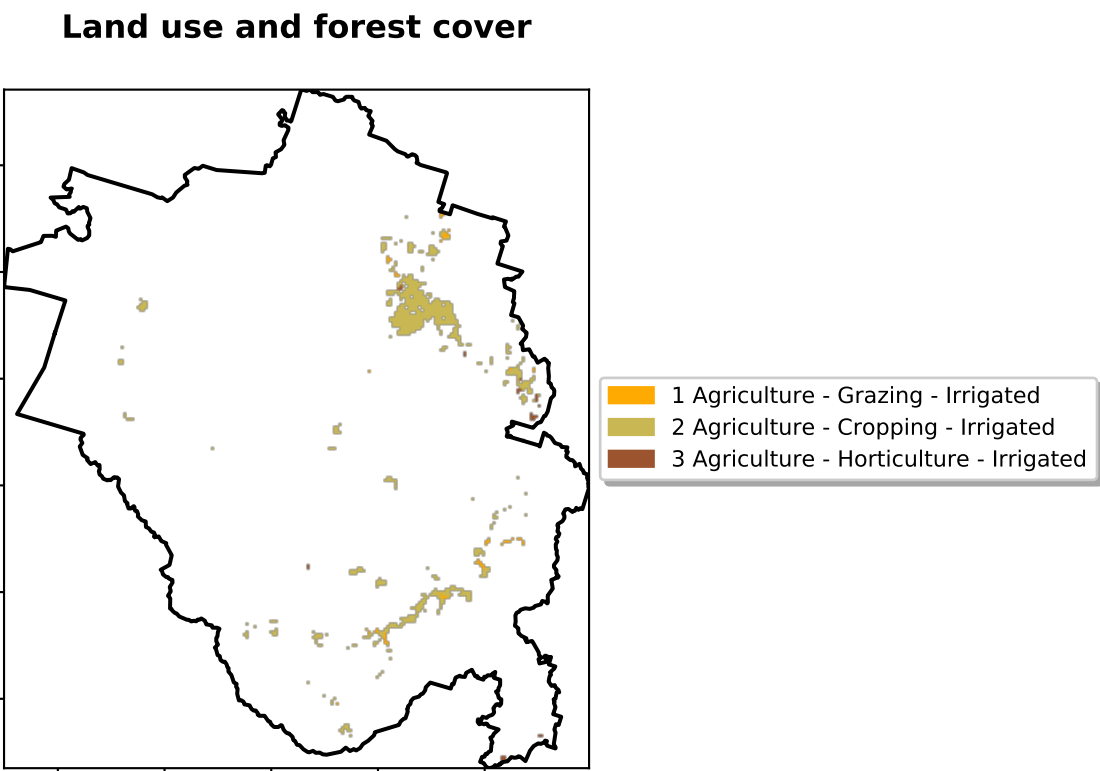 Land use and forest cover
1 Agriculture - Grazing - Irrigated
2 Agriculture - Cropping - Irrigated
3 Agriculture - Horticulture - Irrigated